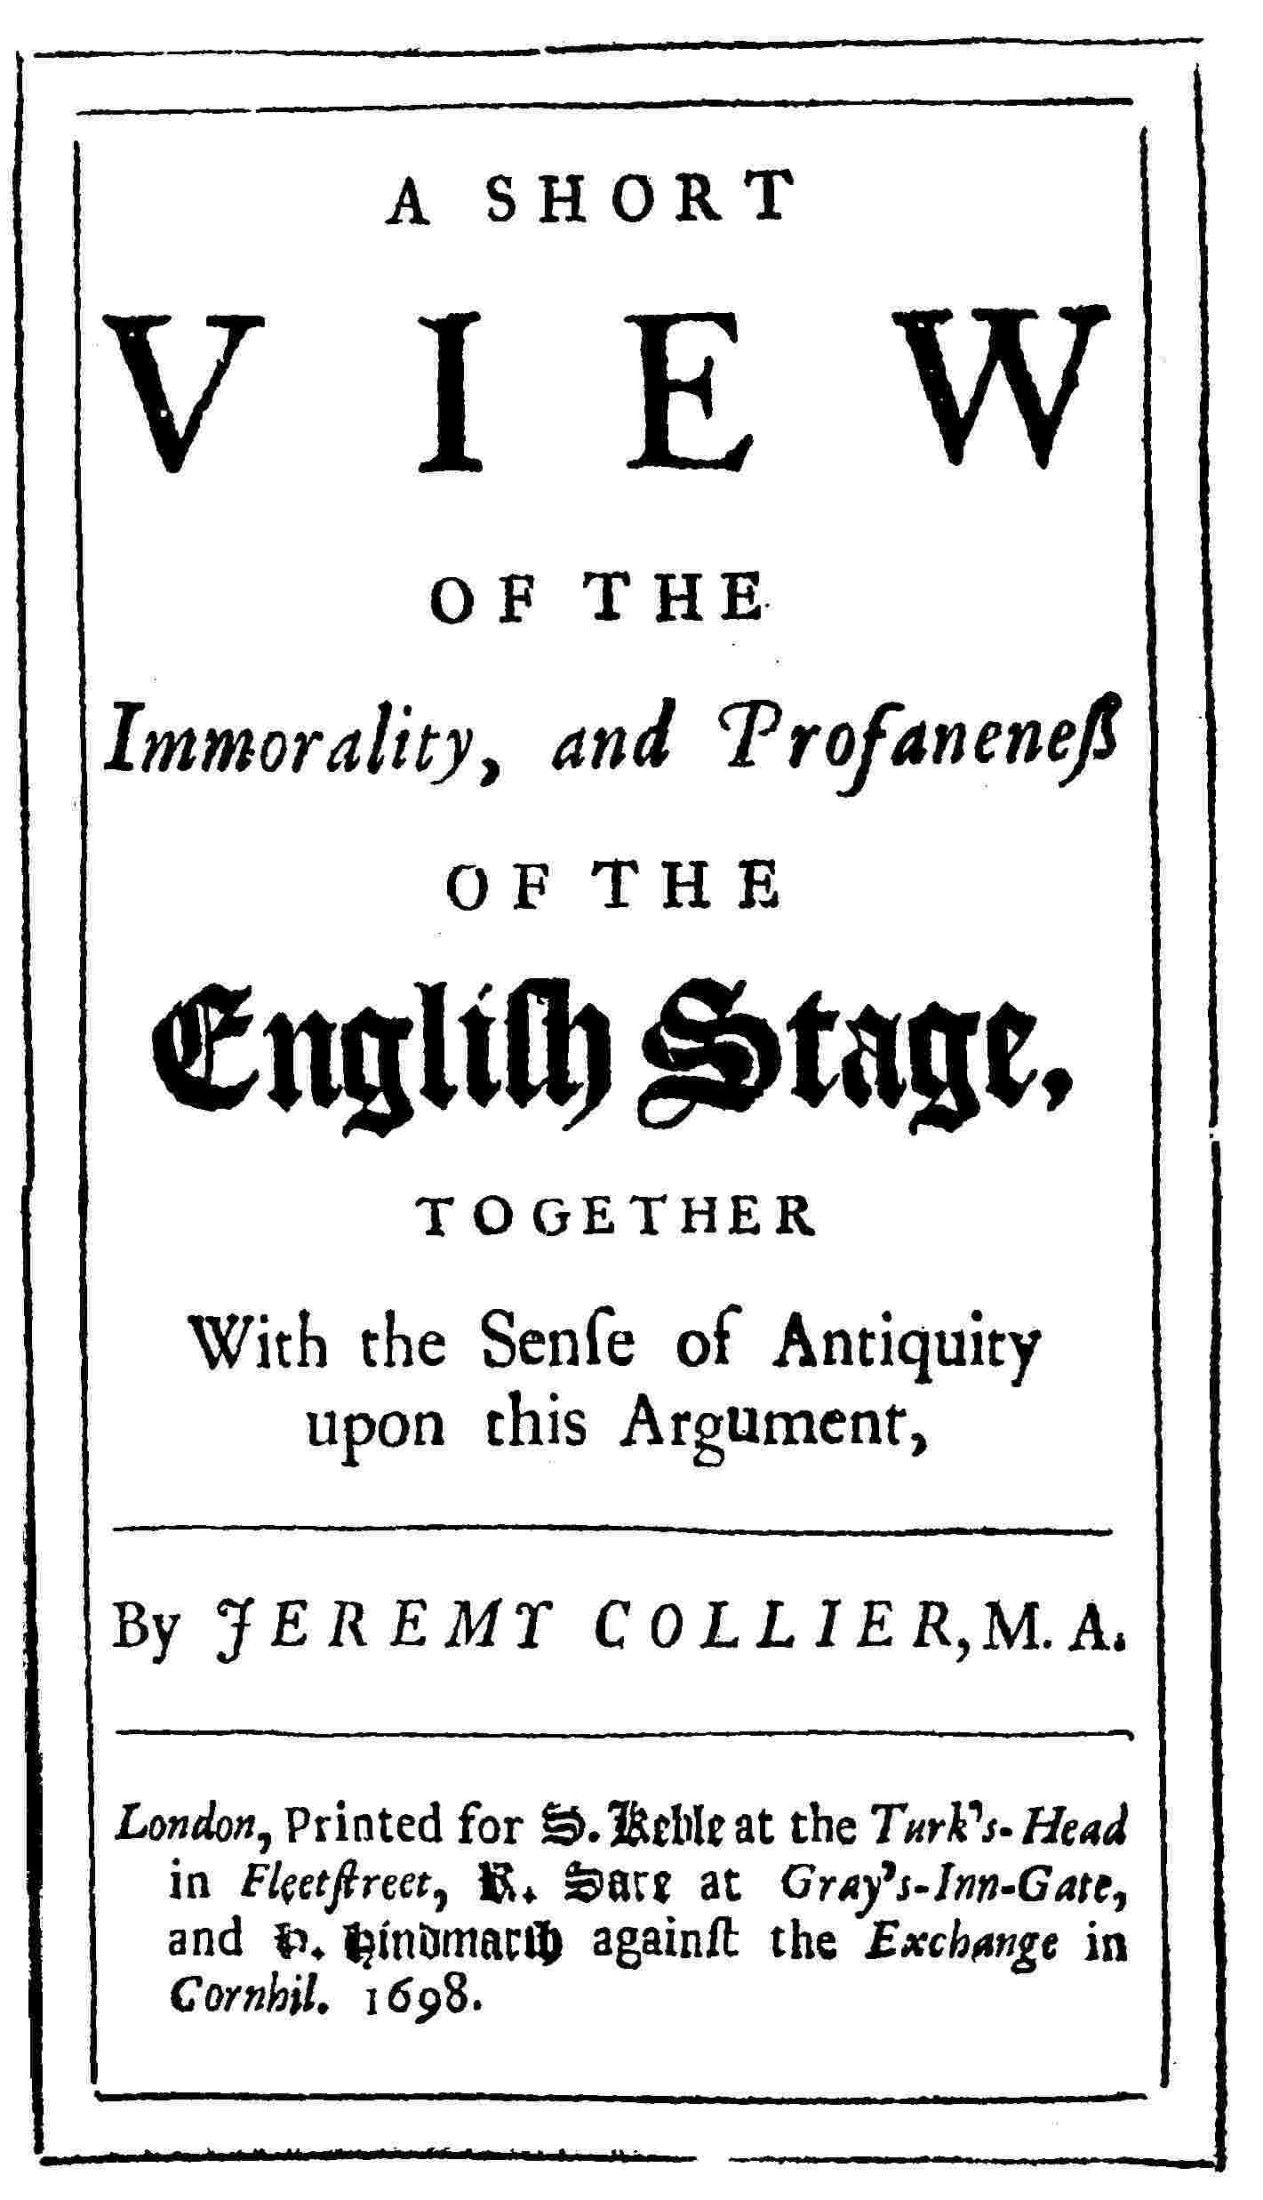 A SHORT
VIEW
OF THE
Immorality, and Profaneneß
OF THE
Engliſh Stage,
TOGETHER
With the Senſe of Antiquity
upon this Argument,
By JEREMY COLLIER, M. A.
London, Printed for S. Keble at the Turk's-Head
in Fleetſtreet, R. Sare at Gray's-Inn-Gate,
and H. Hindmarſh againſt the Exchange in
Cornhil. 1698.